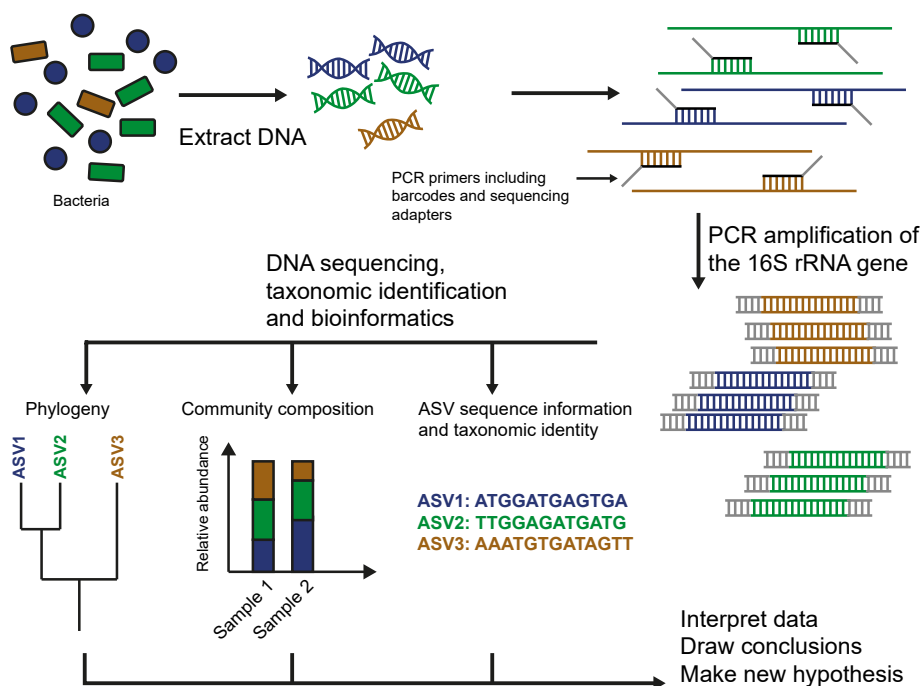 Bacteria
Extract DNA
PCR primers including
barcodes and sequencing
adapters
PCR amplification of
the 16S rRNA gene
DNA sequencing,
taxonomic identification
and bioinformatics
Phylogeny
ASV1
ASV2
ASV3
Community composition
Relative abundance
Sample 1
Sample 2
ASV sequence information
and taxonomic identity
ASV1: ATGGATGAGTGA
ASV2: TTGGAGATGATG
ASV3: AAATGTGATAGTT
Interpret data
Draw conclusions
Make new hypothesis